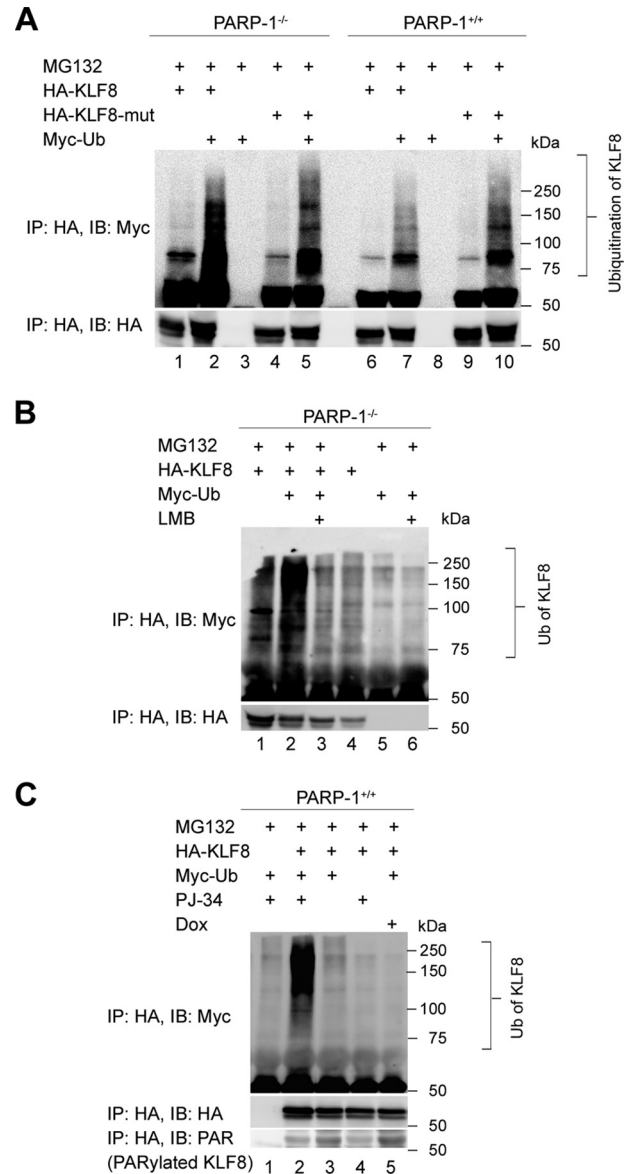 A
PARP-1-/- PARP-1+/+
MG132 + + + + + + + + + +
HA-KLF8 + + + +
HA-KLF8-mut + + + +
Myc-Ub + + + + + + kDa
250
150
IP: HA, IB: Myc
100
75
50
Ubiquitination of KLF8
IP: HA, IB: HA
50
1 2 3 4 5 6 7 8 9 10
B
PARP-1-/-
MG132 + + + + +
HA-KLF8 + + + +
Myc-Ub + + + +
LMB + + kDa
250
150
100
IP: HA, IB: Myc
75
50
Ub of KLF8
IP: HA, IB: HA
50
1 2 3 4 5 6
C
PARP-1+/+
MG132 + + + + +
HA-KLF8 + + + +
Myc-Ub + + + +
PJ-34 + + +
Dox + kDa
250
150
IP: HA, IB: Myc
100
75
50
Ub of KLF8
IP: HA, IB: HA
50
IP: HA, IB: PAR
50
(PARylated KLF8) 1 2 3 4 5